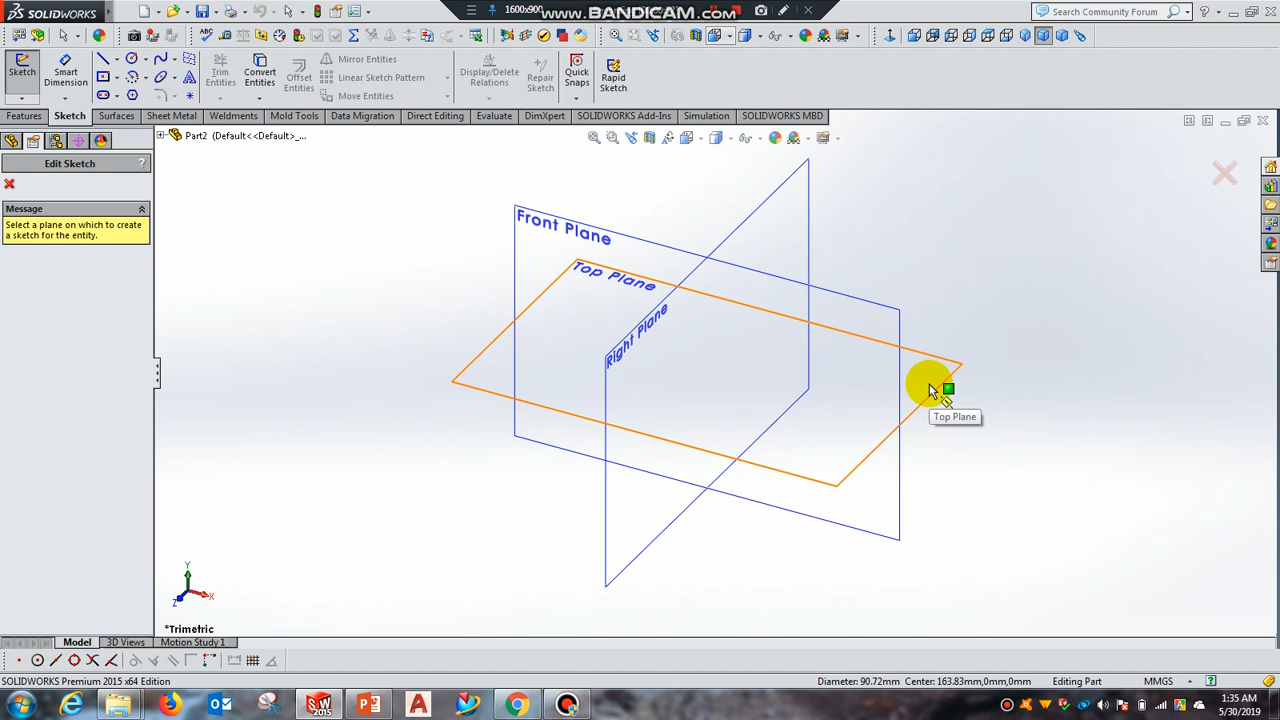 SOLIDWORKS
1600x900
www.BANDICAM.com
Search Community Forum
Sketch
Smart Dimension
Trim Entities
Convert Entities
Offset Entities
Mirror Entities
Linear Sketch Pattern
Move Entities
Display/Delete Relations
Repair Sketch
Quick Snaps
Rapid Sketch
Features Sketch Surfaces Sheet Metal Weldments Mold Tools Data Migration Direct Editing Evaluate DimXpert SOLIDWORKS Add-Ins Simulation SOLIDWORKS MBD
Part2 (Default<<Default>_...
Edit Sketch ?
Message
Select a plane on which to create
a sketch for the entity.
Front Plane
Top Plane
Right Plane
Top Plane
Y
X
Z
*Trimetric
Model 3D Views Motion Study 1
SOLIDWORKS Premium 2015 x64 Edition
Diameter: 90.72mm Center: 163.83mm,0mm,0mm
Editing Part
MMGS
1:35 AM
5/30/2019